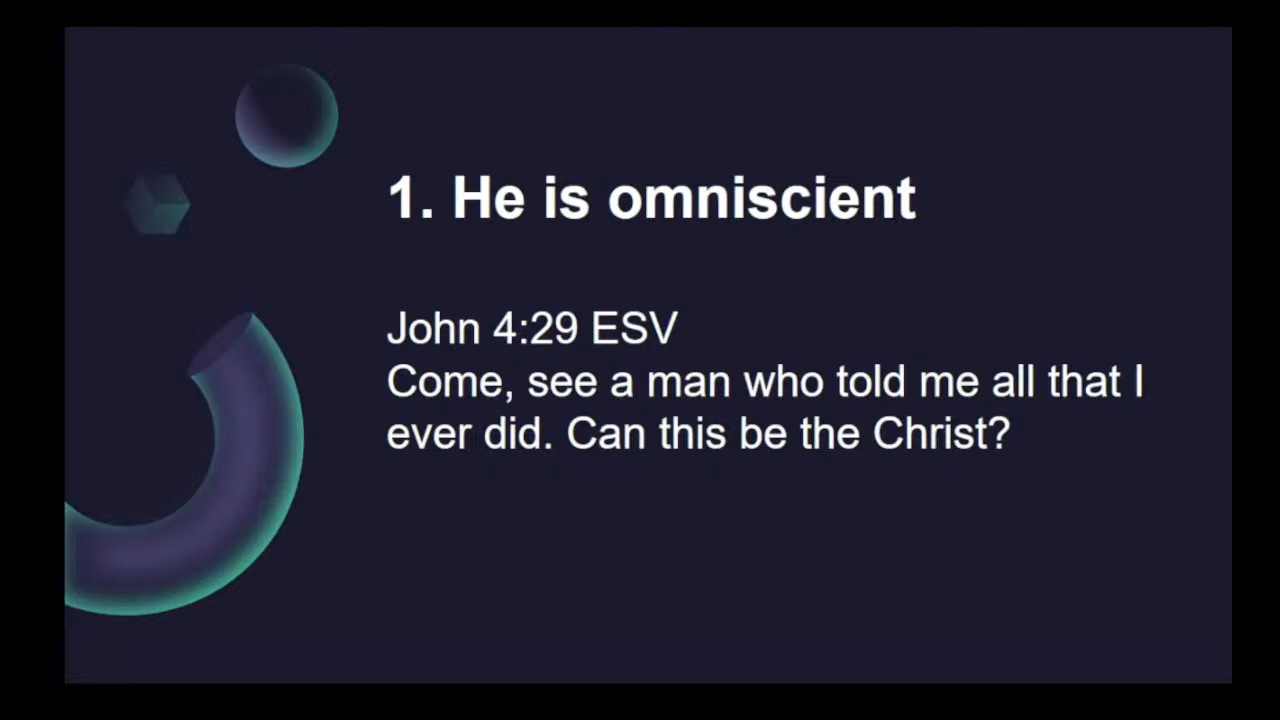 1. He is omniscient
John 4:29 ESV
Come, see a man who told me all that I
ever did. Can this be the Christ?